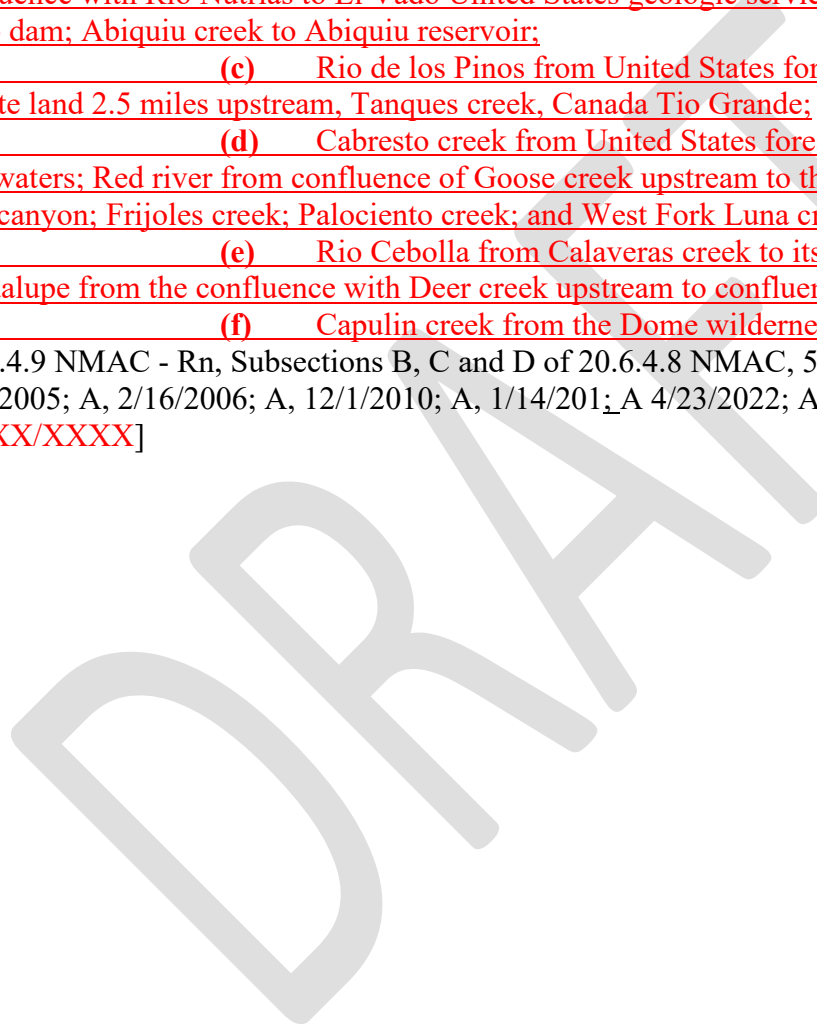 uence with Rio Nutrias to El Vado United States geologic servic
dam; Abiquiu creek to Abiquiu reservoir;
(c) Rio de los Pinos from United States for
te land 2.5 miles upstream, Tanques creek, Canada Tio Grande;
(d) Cabresto creek from United States fore
waters; Red river from confluence of Goose creek upstream to th
canyon; Frijoles creek; Palociento creek; and West Fork Luna cr
(e) Rio Cebolla from Calaveras creek to its
alupe from the confluence with Deer creek upstream to confluen
(f) Capulin creek from the Dome wilderne
.4.9 NMAC - Rn, Subsections B, C and D of 20.6.4.8 NMAC, 5
2005; A, 2/16/2006; A, 12/1/2010; A, 1/14/201; A 4/23/2022; A
XX/XXXX]
DRAFT